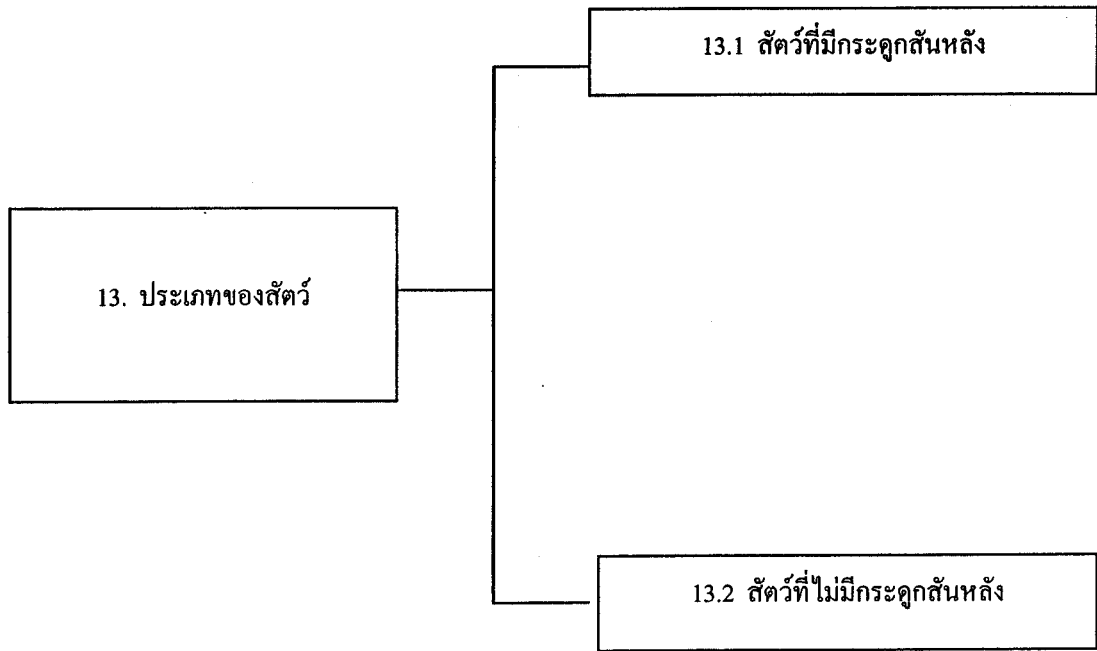 13.1 สัตว์ที่มีกระดูกสันหลัง
13. ประเภทของสัตว์
13.2 สัตว์ที่ไม่มีกระดูกสันหลัง